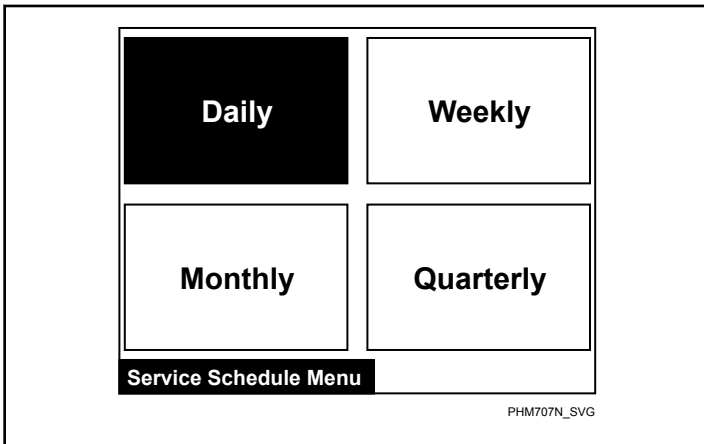 Daily Weekly
Monthly Quarterly
Service Schedule Menu
PHM707N_SVG